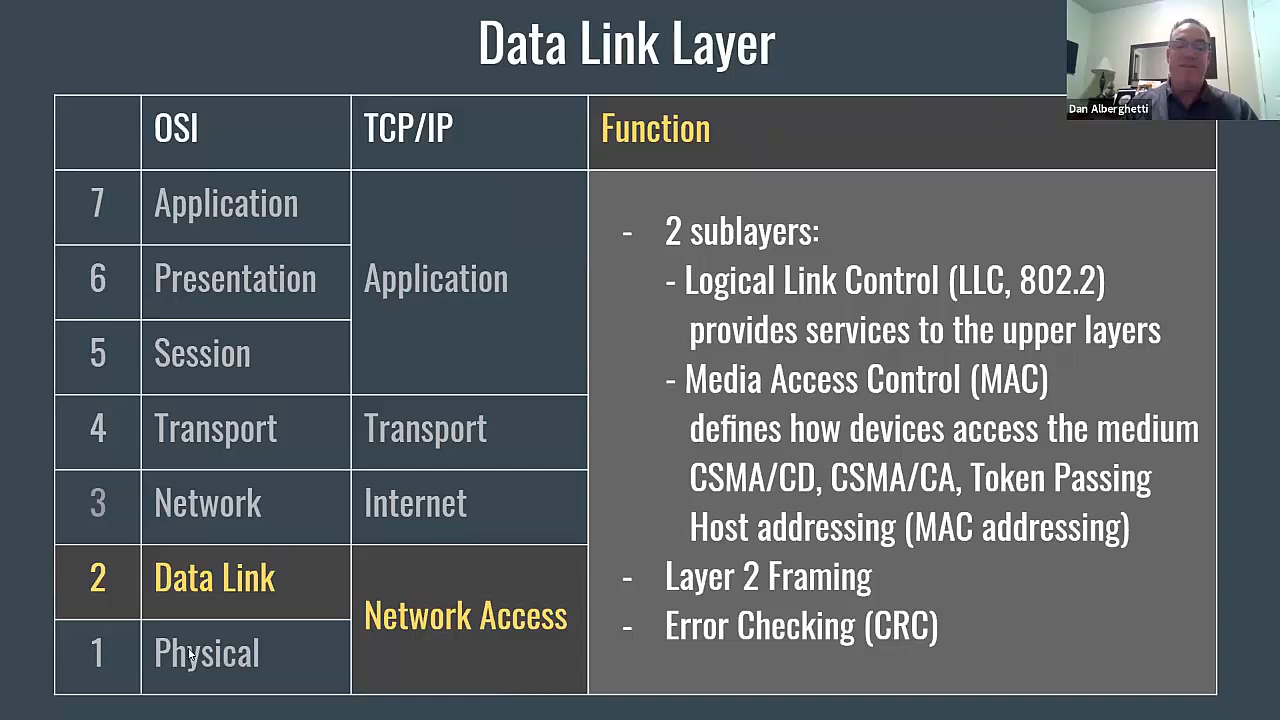 Data Link Layer
Dan Alberghetti
OSI TCP/IP Function
7 Application
6 Presentation Application
5 Session
4 Transport Transport
3 Network Internet
2 Data Link
Network Access
1 Physical
- 2 sublayers:
- Logical Link Control (LLC, 802.2)
provides services to the upper layers
- Media Access Control (MAC)
defines how devices access the medium
CSMA/CD, CSMA/CA, Token Passing
Host addressing (MAC addressing)
- Layer 2 Framing
- Error Checking (CRC)